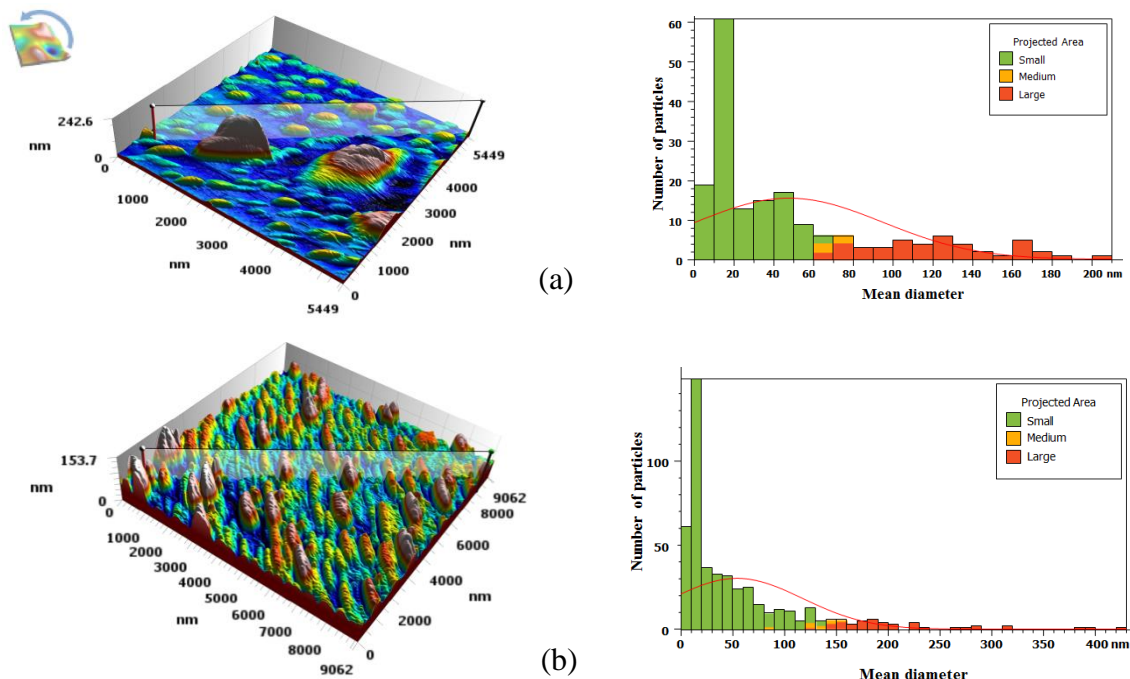 242.6
nm
0
0
1000
2000
3000
nm
4000
5449
0
1000
2000
nm
3000
4000
5449
(a)
60
50
40
30
20
10
0
Number of particles
0 20 40 60 80 100 120 140 160 180 200 nm
Mean diameter
Projected Area
Small
Medium
Large
153.7
nm
0
0
1000
2000
3000
4000
nm
5000
6000
7000
8000
9062
0
2000
4000
nm
6000
8000
9062
(b)
100
50
0
Number of particles
0 50 100 150 200 250 300 350 400 nm
Mean diameter
Projected Area
Small
Medium
Large